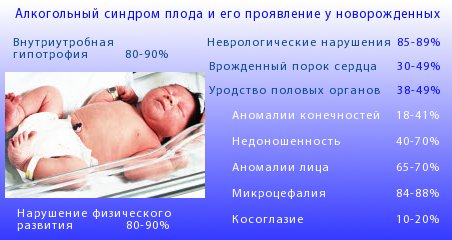 Алкогольный синдром плода и его проявление у новорожденных
Внутриутробная
гипотрофия 80-90%
Неврологические нарушения 85-89%
Врожденный порок сердца 30-49%
Уродство половых органов 38-49%
Аномалии конечностей 18-41%
Недоношенность 40-70%
Аномалии лица 65-70%
Микроцефалия 84-88%
Косоглазие 10-20%
Нарушение физического
развития 80-90%